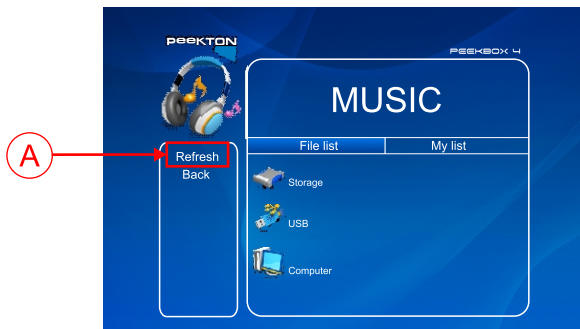 PEEKTON
PEEKBOX 4
MUSIC
File list
My list
A
Refresh
Back
Storage
USB
Computer